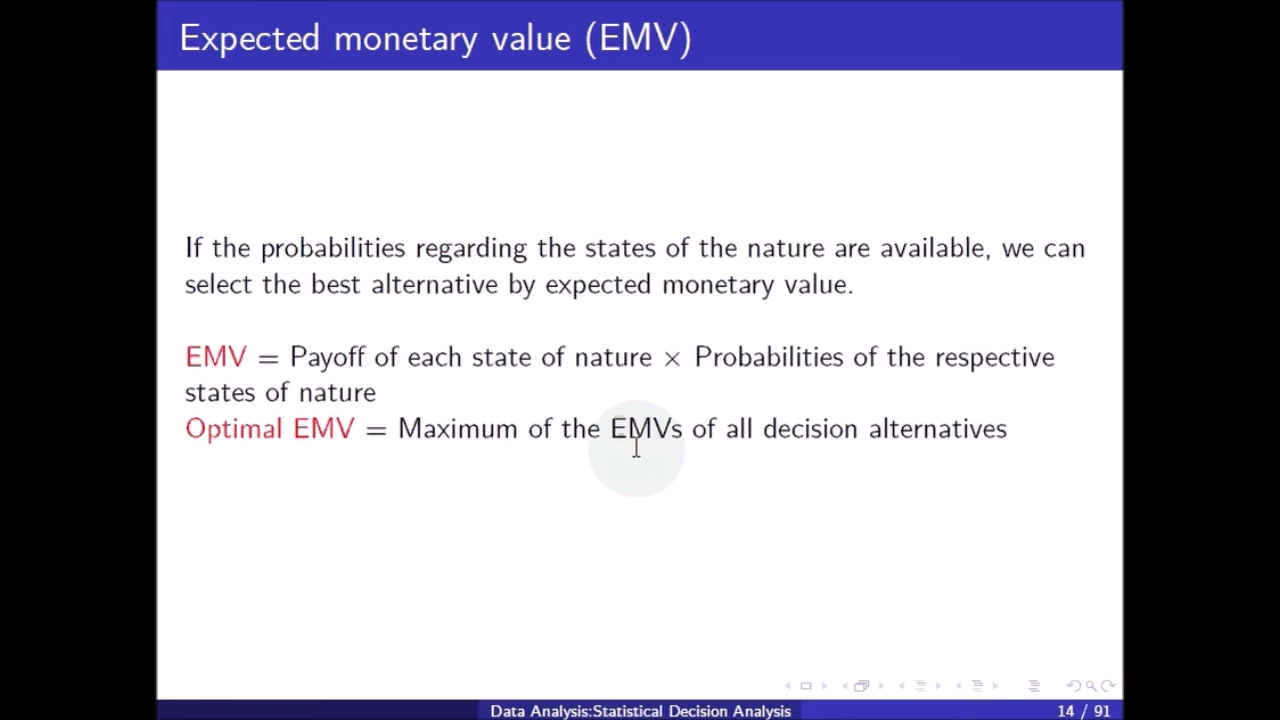 Expected monetary value (EMV)
If the probabilities regarding the states of the nature are available, we can
select the best alternative by expected monetary value.
EMV = Payoff of each state of nature × Probabilities of the respective
states of nature
Optimal EMV = Maximum of the EMVs of all decision alternatives
Data Analysis:Statistical Decision Analysis
14 / 91